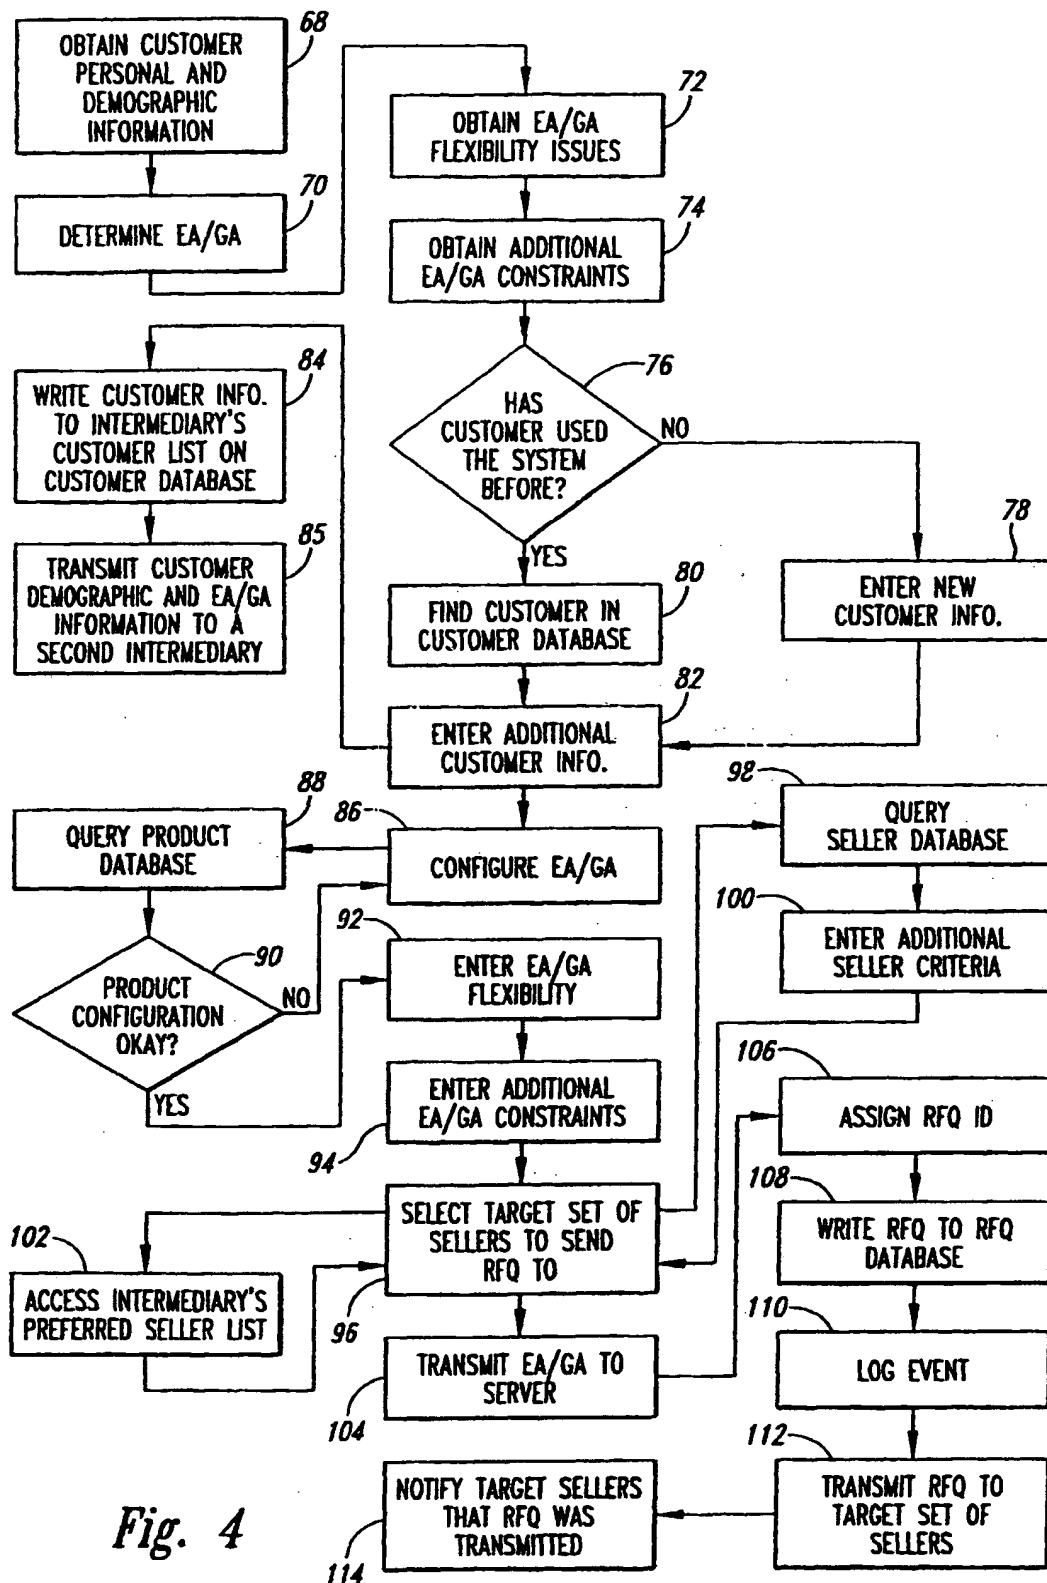 68
OBTAIN CUSTOMER
PERSONAL AND
DEMOGRAPHIC
INFORMATION
70
DETERMINE EA/GA
72
OBTAIN EA/GA
FLEXIBILITY ISSUES
74
OBTAIN ADDITIONAL
EA/GA CONSTRAINTS
76
HAS
CUSTOMER USED
THE SYSTEM
BEFORE?
NO
YES
78
ENTER NEW
CUSTOMER INFO.
80
FIND CUSTOMER IN
CUSTOMER DATABASE
82
ENTER ADDITIONAL
CUSTOMER INFO.
84
WRITE CUSTOMER INFO.
TO INTERMEDIARY'S
CUSTOMER LIST ON
CUSTOMER DATABASE
85
TRANSMIT CUSTOMER
DEMOGRAPHIC AND EA/GA
INFORMATION TO A
SECOND INTERMEDIARY
86
CONFIGURE EA/GA
88
QUERY PRODUCT
DATABASE
90
PRODUCT
CONFIGURATION
OKAY?
NO
YES
92
ENTER EA/GA
FLEXIBILITY
94
ENTER ADDITIONAL
EA/GA CONSTRAINTS
96
SELECT TARGET SET OF
SELLERS TO SEND
RFQ TO
98
QUERY
SELLER DATABASE
100
ENTER ADDITIONAL
SELLER CRITERIA
102
ACCESS INTERMEDIARY'S
PREFERRED SELLER LIST
104
TRANSMIT EA/GA TO
SERVER
106
ASSIGN RFQ ID
108
WRITE RFQ TO RFQ
DATABASE
110
LOG EVENT
112
TRANSMIT RFQ TO
TARGET SET OF
SELLERS
114
NOTIFY TARGET SELLERS
THAT RFQ WAS
TRANSMITTED
Fig. 4